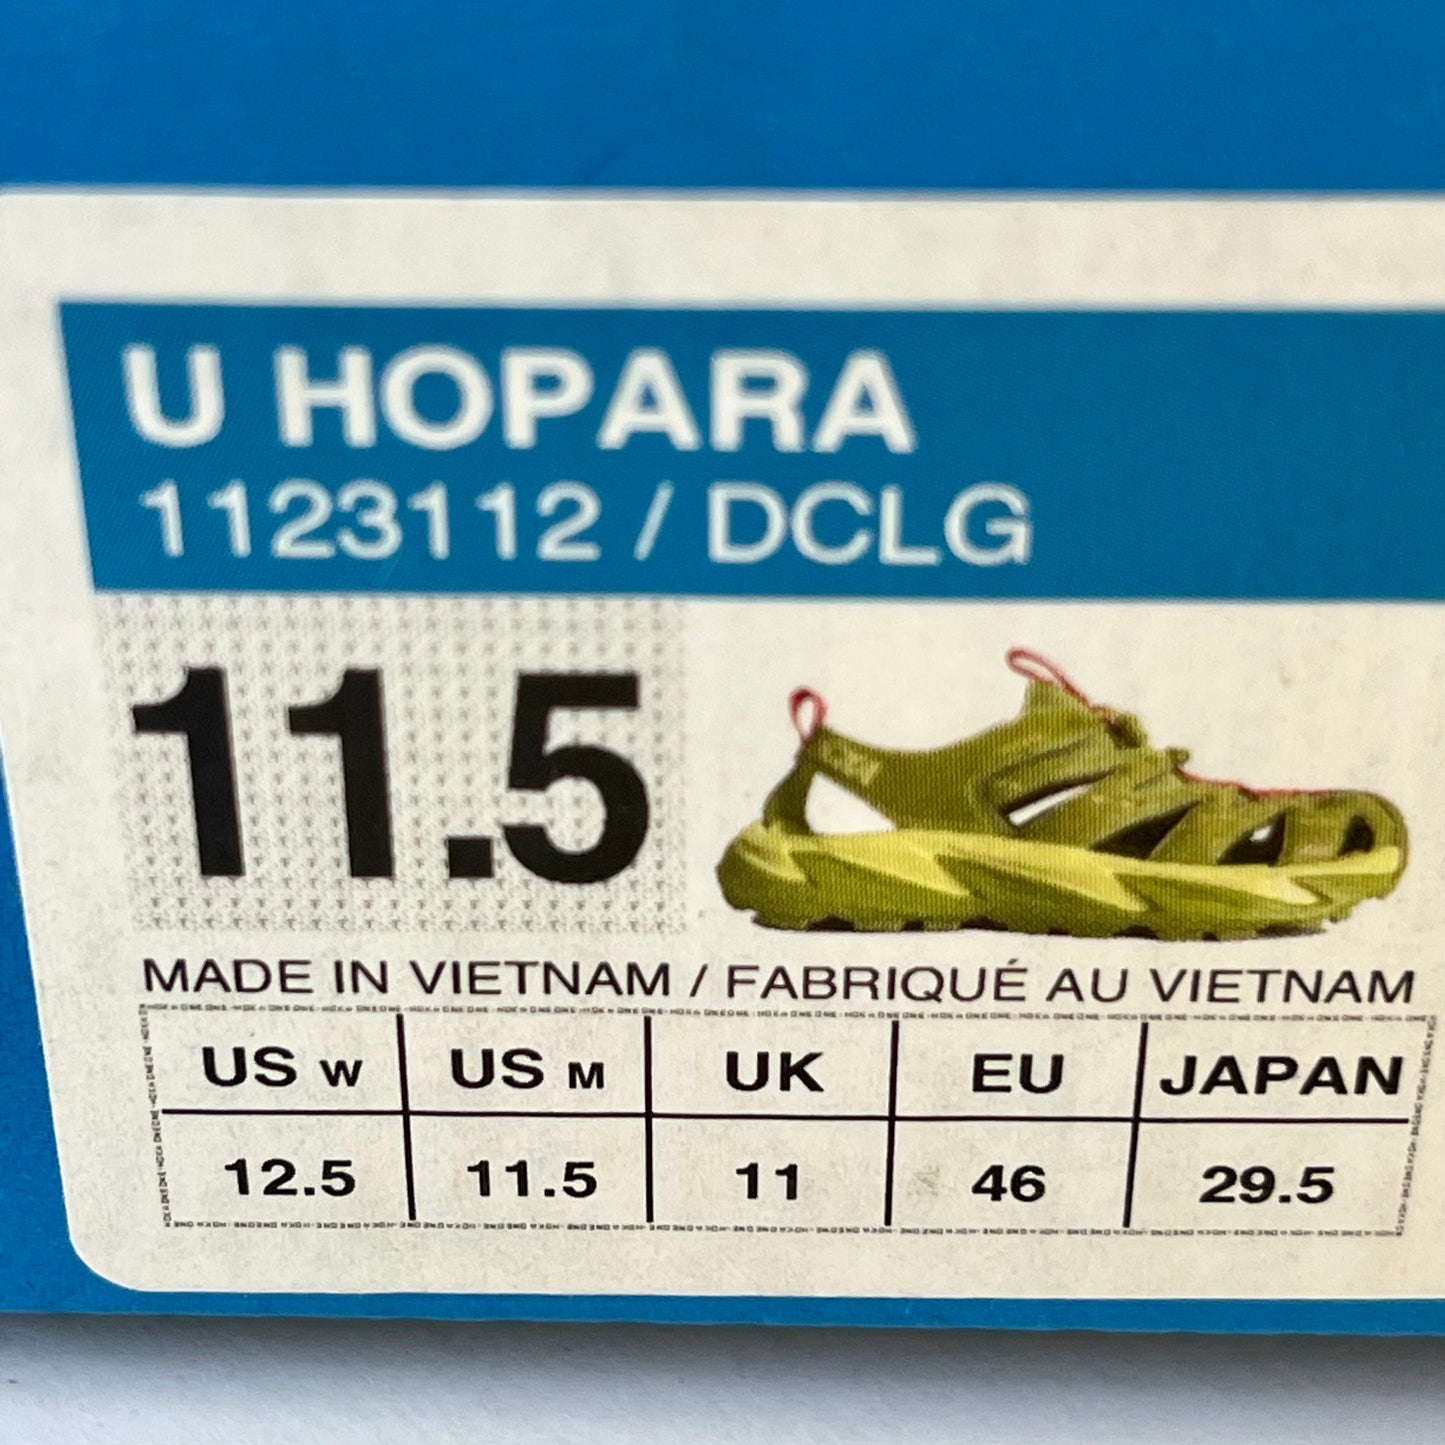 U HOPARA
1123112 / DCLG
11.5
MADE IN VIETNAM / FABRIQUÉ AU VIETNAM
US W US M UK EU JAPAN
12.5 11.5 11 46 29.5